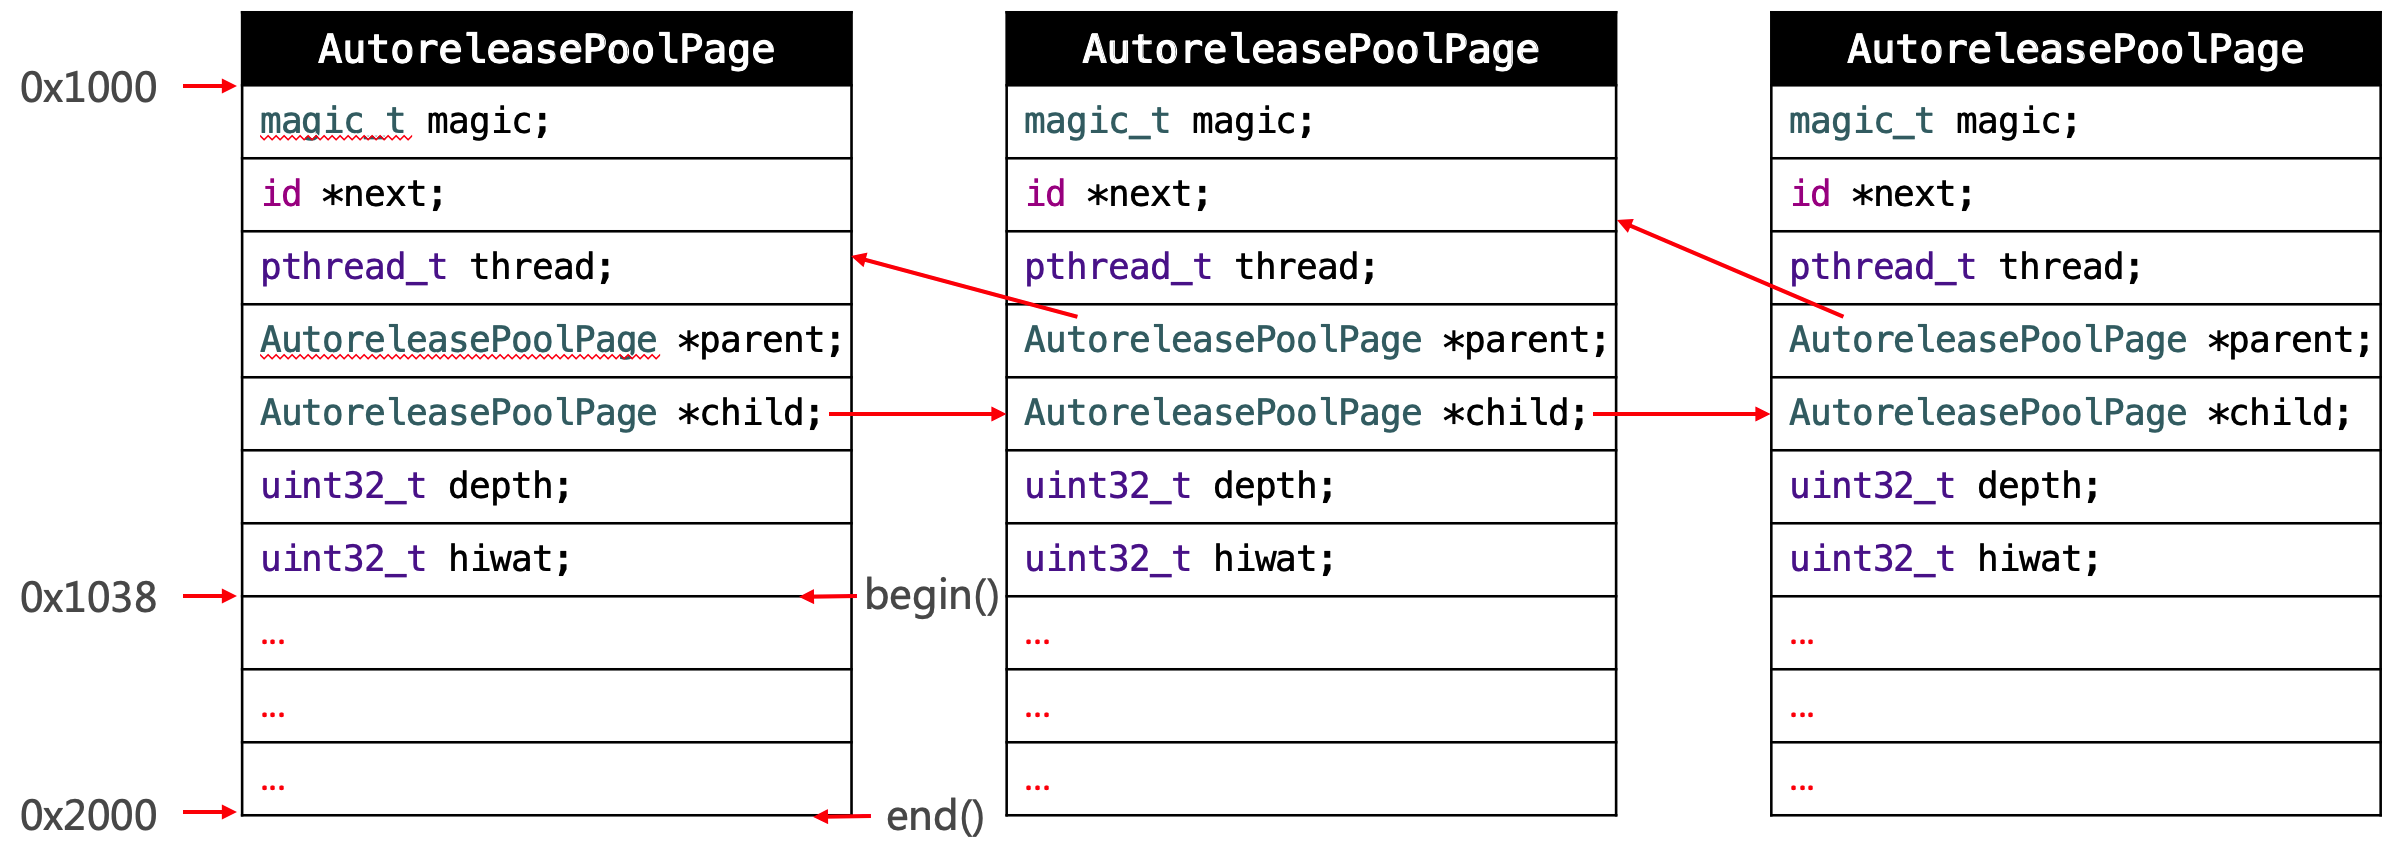 AutoreleasePoolPage
0x1000
magic_t magic;
id *next;
pthread_t thread;
AutoreleasePoolPage *parent;
AutoreleasePoolPage *child;
uint32_t depth;
uint32_t hiwat;
0x1038
begin()
...
...
...
0x2000
end()
AutoreleasePoolPage
magic_t magic;
id *next;
pthread_t thread;
AutoreleasePoolPage *parent;
AutoreleasePoolPage *child;
uint32_t depth;
uint32_t hiwat;
...
...
...
AutoreleasePoolPage
magic_t magic;
id *next;
pthread_t thread;
AutoreleasePoolPage *parent;
AutoreleasePoolPage *child;
uint32_t depth;
uint32_t hiwat;
...
...
...